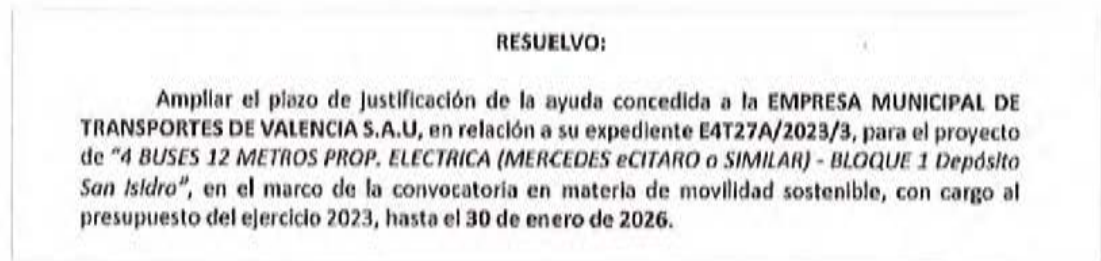 RESUELVO:
Ampliar el plazo de justificación de la ayuda concedida a la EMPRESA MUNICIPAL DE
TRANSPORTES DE VALENCIA S.A.U, en relación a su expediente E4T27A/2023/3, para el proyecto
de "4 BUSES 12 METROS PROP. ELECTRICA (MERCEDES eCITARO o SIMILAR) - BLOQUE 1 Depósito
San Isidro", en el marco de la convocatoria en materia de movilidad sostenible, con cargo al
presupuesto del ejercicio 2023, hasta el 30 de enero de 2026.